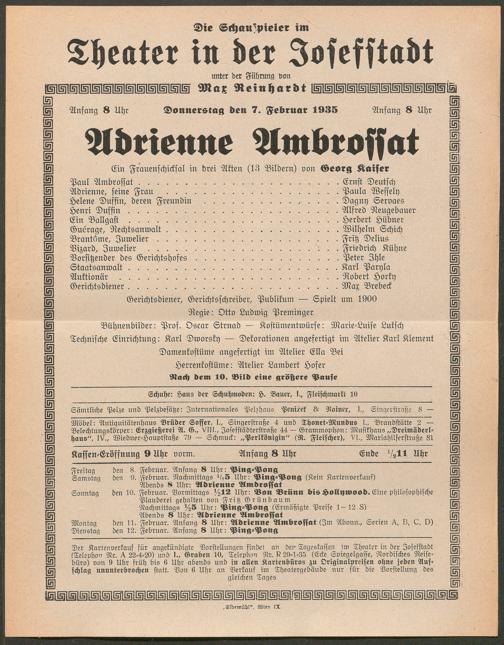 Die Schauspieler im
Theater in der Josefstadt
unter der Führung von
Max Reinhardt
Anfang 8 Uhr Donnerstag den 7. Februar 1935 Anfang 8 Uhr
Adrienne Ambrossat
Ein Frauenschicksal in drei Akten (13 Bildern) von Georg Kaiser
Paul Ambrossat . . . Ernst Deutsch
Adrienne, seine Frau . . . Paula Wessely
Helene Duffin, deren Freundin . . . Dagny Servaes
Henri Duffin . . . Alfred Neugebauer
Ein Ballgast . . . Herbert Hübner
Guérage, Rechtsanwalt . . . Wilhelm Schich
Brantôme, Juwelier . . . Fritz Delius
Bizard, Juwelier . . . Friedrich Kühne
Vorsitzender des Gerichtshofes . . . Peter Ihle
Staatsanwalt . . . Karl Paryla
Auktionär . . . Robert Horky
Gerichtsdiener . . . Max Brebeck
Gerichtsdiener, Gerichtsschreiber, Publikum — Spielt um 1900
Regie: Otto Ludwig Preminger
Bühnenbilder: Prof. Oscar Strnad — Kostümentwürfe: Marie-Luise Luksch
Technische Einrichtung: Karl Dworsky — Dekorationen angefertigt im Atelier Karl Klement
Damenkostüme angefertigt im Atelier Ella Bei
Herrenkostüme: Atelier Lambert Hofer
Nach dem 10. Bild eine größere Pause
Schuhe: Haus der Schuhmoden: H. Bauer, I., Fleischmarkt 10
Sämtliche Pelze und Pelzbesätze: Internationales Pelzhaus Penizek & Rainer, I., Singerstraße 8 —
Möbel: Antiquitätenhaus Brüder Soffer, I., Singerstraße 4 und Thonet-Mundus I., Brandstätte 2 —
Beleuchtungskörper: Erzgießerei A. G., VIII., Josefstädterstraße 44 — Grammophon: Musikhaus „Dreimäderl-
haus“, IV., Wiedner-Hauptstraße 79 — Schmuck: „Perlkönigin“ (R. Fleischer), VI., Mariahilferstraße 81
Kassen-Eröffnung 9 Uhr vorm. Anfang 8 Uhr Ende ½11 Uhr
Freitag den 8. Februar. Anfang 8 Uhr: Ping-Pong
Samstag den 9. Februar. Nachmittags ½5 Uhr: Ping-Pong (Kein Kartenverkauf)
Abends 8 Uhr: Adrienne Ambrossat
Sonntag den 10. Februar. Vormittags ½12 Uhr: Von Brünn bis Hollywood. Eine philosophische
Plauderei gehalten von Fritz Grünbaum
Nachmittags ½5 Uhr: Ping-Pong (Ermäßigte Preise 1–12 S)
Abends 8 Uhr: Adrienne Ambrossat
Montag den 11. Februar. Anfang 8 Uhr: Adrienne Ambrossat (Im Abonn., Serien A, B, C, D)
Dienstag den 12. Februar. Anfang 8 Uhr: Ping-Pong
Der Kartenverkauf für angekündigte Vorstellungen findet an den Tageskassen im Theater in der Josefstadt
(Telephon Nr. A 22-4-20) und I., Graben 10, (Telephon Nr. R 29-1-35 (Ecke Spiegelgasse, Nordisches Reise-
büro) von 9 Uhr früh bis 6 Uhr abends und in allen Kartenbüros zu Originalpreisen ohne jeden Auf-
schlag ununterbrochen statt. Von 6 Uhr an Verkauf im Theatergebäude für die Vorstellung des
gleichen Tages
„Elbemühl“, Wien IX.